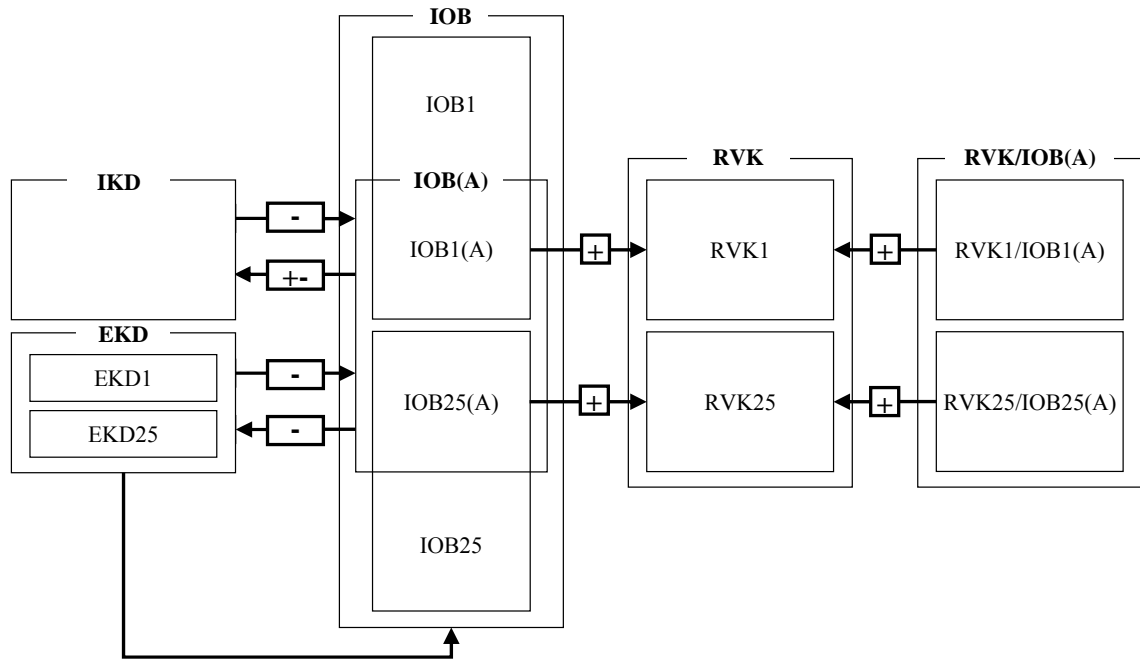 IOB
IOB1
IKD
IOB(A)
RVK
RVK/IOB(A)
-
IOB1(A)
+
RVK1
+
RVK1/IOB1(A)
+-
EKD
EKD1
-
IOB25(A)
+
RVK25
+
RVK25/IOB25(A)
EKD25
-
IOB25